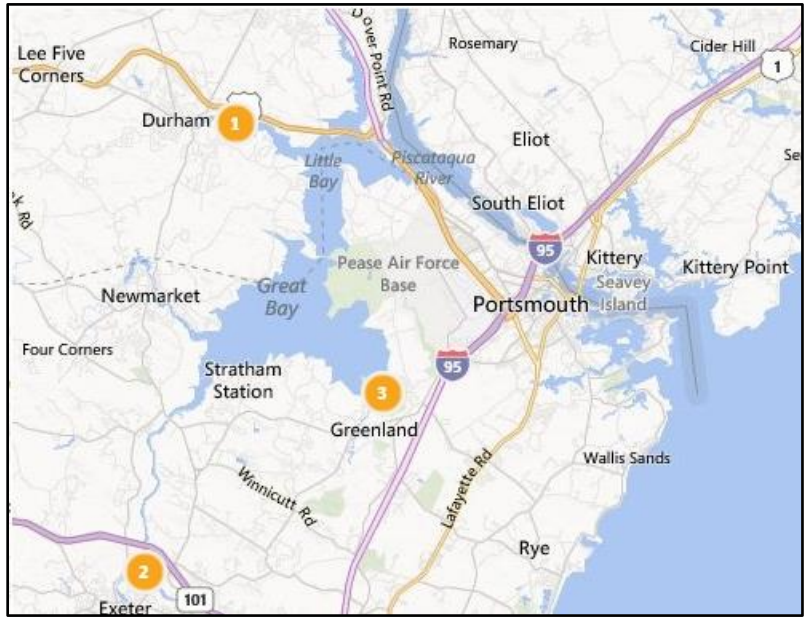 Dover Point Rd
Rosemary
Cider Hill
1
Lee Five
Corners
Durham
1
Eliot
Little
Bay
Piscataqua
River
South Eliot
95
Kittery
Kittery Point
Seavey
Island
Pease Air Force
Base
Newmarket
Great
Bay
Portsmouth
Four Corners
Stratham
Station
95
3
Greenland
Wallis Sands
Winnicutt Rd
Lafayette Rd
Rye
2
Exeter
101